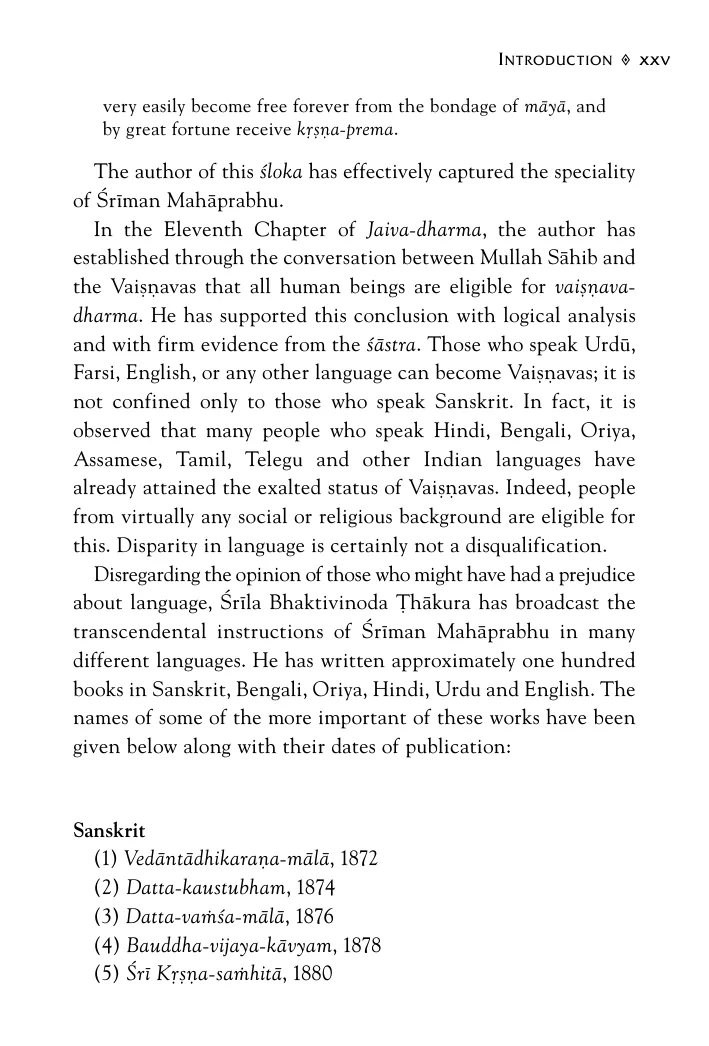 INTRODUCTION ◊ xxv
very easily become free forever from the bondage of māyā, and
by great fortune receive kṛṣṇa-prema.
The author of this śloka has effectively captured the speciality
of Śrīman Mahāprabhu.
In the Eleventh Chapter of Jaiva-dharma, the author has
established through the conversation between Mullah Sāhib and
the Vaiṣṇavas that all human beings are eligible for vaiṣṇava-
dharma. He has supported this conclusion with logical analysis
and with firm evidence from the śāstra. Those who speak Urdū,
Farsi, English, or any other language can become Vaiṣṇavas; it is
not confined only to those who speak Sanskrit. In fact, it is
observed that many people who speak Hindi, Bengali, Oriya,
Assamese, Tamil, Telegu and other Indian languages have
already attained the exalted status of Vaiṣṇavas. Indeed, people
from virtually any social or religious background are eligible for
this. Disparity in language is certainly not a disqualification.
Disregarding the opinion of those who might have had a prejudice
about language, Śrīla Bhaktivinoda Ṭhākura has broadcast the
transcendental instructions of Śrīman Mahāprabhu in many
different languages. He has written approximately one hundred
books in Sanskrit, Bengali, Oriya, Hindi, Urdu and English. The
names of some of the more important of these works have been
given below along with their dates of publication:
Sanskrit
(1) Vedāntādhikaraṇa-mālā, 1872
(2) Datta-kaustubham, 1874
(3) Datta-vaṁśa-mālā, 1876
(4) Bauddha-vijaya-kāvyam, 1878
(5) Śrī Kṛṣṇa-saṁhitā, 1880